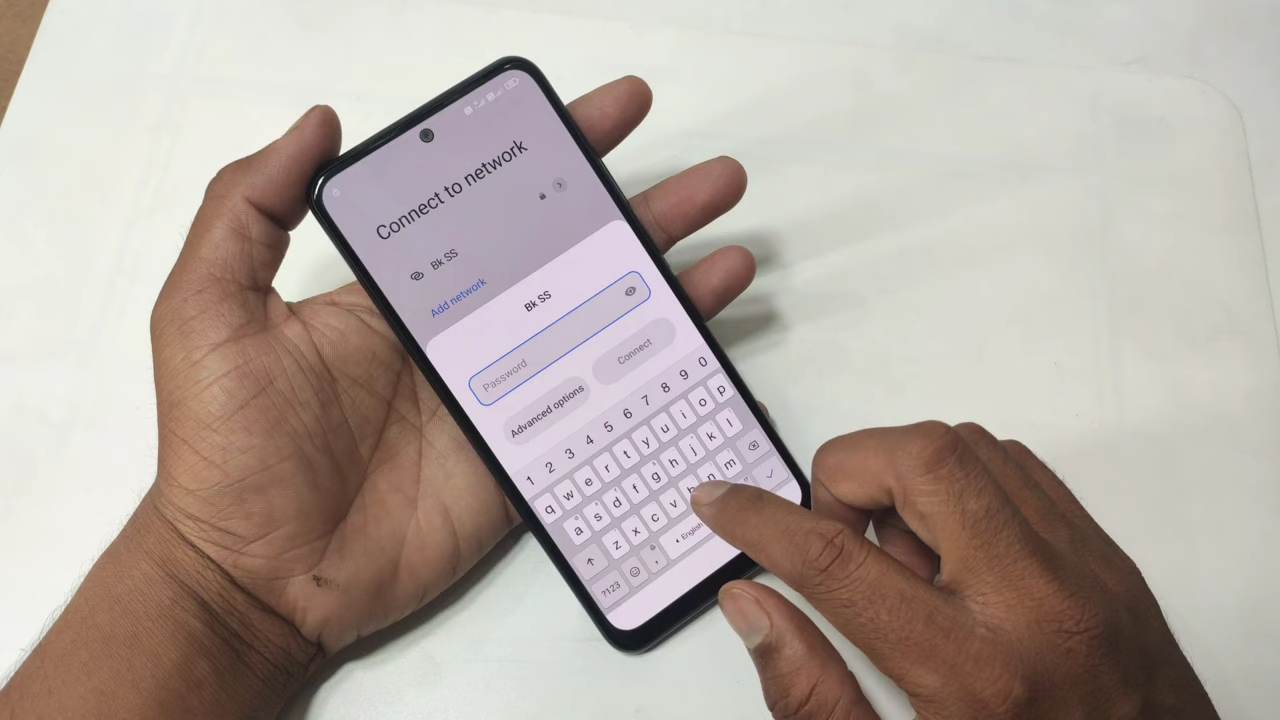 Connect to network
Bk SS
Add network
Bk SS
Password
Advanced options
Connect
1 2 3 4 5 6 7 8 9 0
q w e r t y u i o p
a s d f g h j k l
z x c v b n m
?123 , English